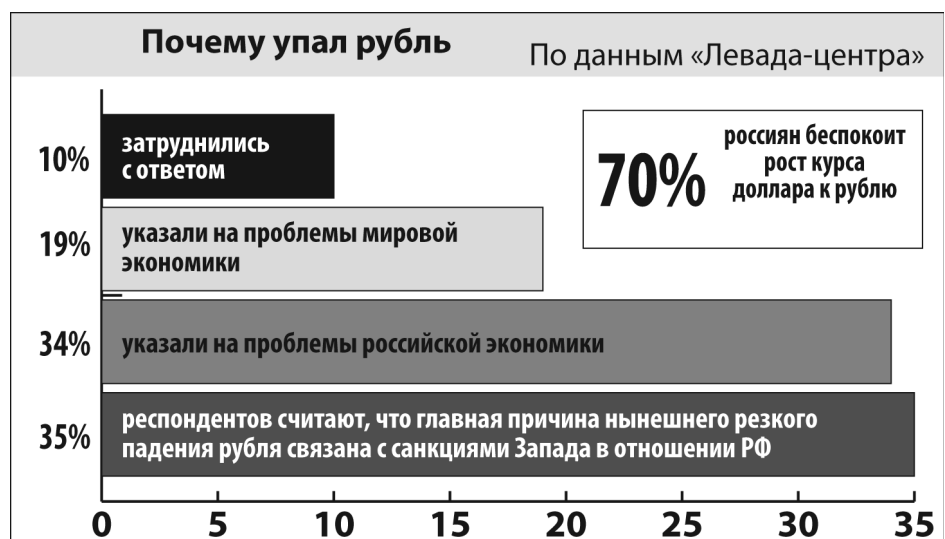 Почему упал рубль
По данным «Левада-центра»
10%
затруднились
с ответом
70%
россиян беспокоит
рост курса
доллара к рублю
19%
указали на проблемы мировой
экономики
34%
указали на проблемы российской экономики
35%
респондентов считают, что главная причина нынешнего резкого
падения рубля связана с санкциями Запада в отношении РФ
0 5 10 15 20 25 30 35